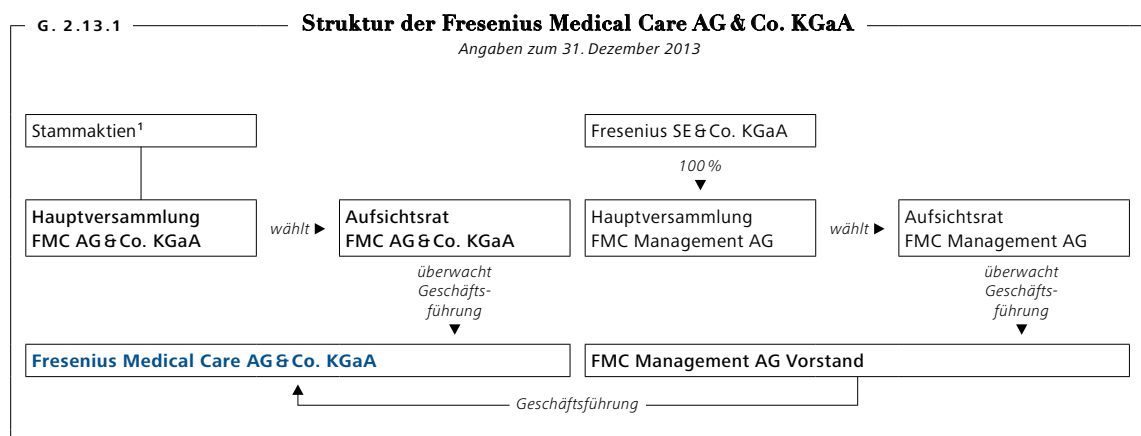 G. 2.13.1
Struktur der Fresenius Medical Care AG & Co. KGaA
Angaben zum 31. Dezember 2013
Stammaktien¹
Fresenius SE & Co. KGaA
100 %
Hauptversammlung
FMC AG & Co. KGaA
wählt ▶
Aufsichtsrat
FMC AG & Co. KGaA
Hauptversammlung
FMC Management AG
wählt ▶
Aufsichtsrat
FMC Management AG
überwacht
Geschäfts-
führung
überwacht
Geschäfts-
führung
Fresenius Medical Care AG & Co. KGaA
FMC Management AG Vorstand
Geschäftsführung